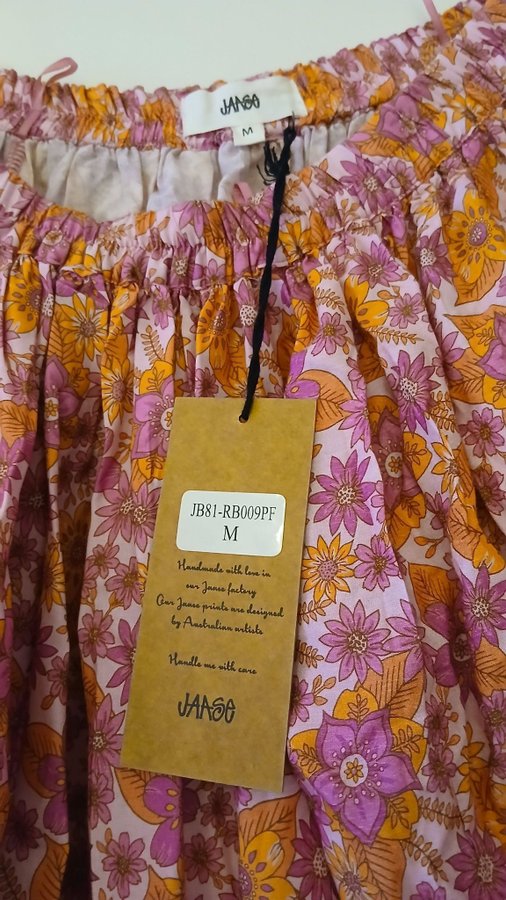 JAASE
M
JB81-RB009PF
M
Handmade with love in
our Jaase factory
Our Jaase prints are designed
by Australian artists
Handle me with care
JAASE